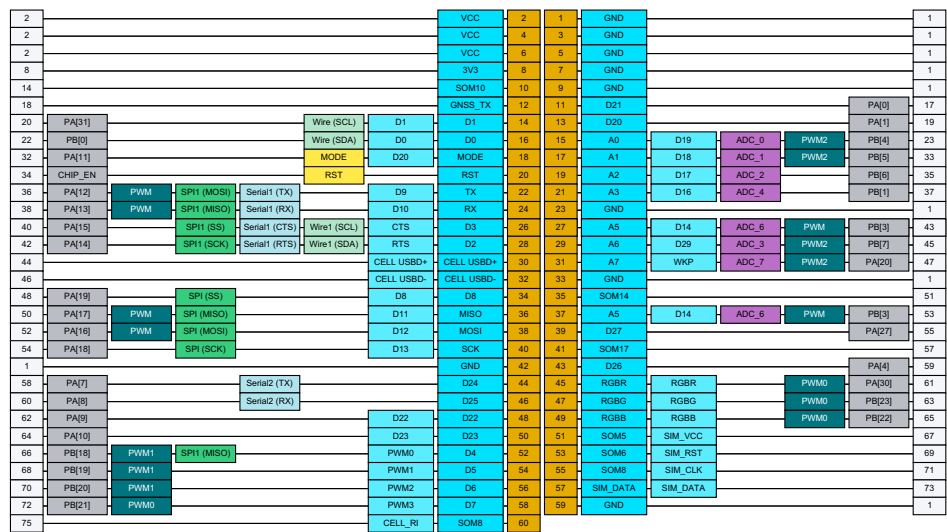 2 VCC 2 1 GND 1
2 VCC 4 3 GND 1
2 VCC 6 5 GND 1
8 3V3 8 7 GND 1
14 SOM10 10 9 GND 1
18 GNSS_TX 12 11 D21 PA[0] 17
20 PA[31] Wire (SCL) D1 D1 14 13 D20 PA[1] 19
22 PB[0] Wire (SDA) D0 D0 16 15 A0 D19 ADC_0 PWM2 PB[4] 23
32 PA[11] MODE D20 MODE 18 17 A1 D18 ADC_1 PWM2 PB[5] 33
34 CHIP_EN RST RST 20 19 A2 D17 ADC_2 PB[6] 35
36 PA[12] PWM SPI1 (MOSI) Serial1 (TX) D9 TX 22 21 A3 D16 ADC_4 PB[1] 37
38 PA[13] PWM SPI1 (MISO) Serial1 (RX) D10 RX 24 23 GND 1
40 PA[15] SPI1 (SS) Serial1 (CTS) Wire1 (SCL) CTS D3 26 27 A5 D14 ADC_6 PWM PB[3] 37
42 PA[14] SPI1 (SCK) Serial1 (RTS) Wire1 (SDA) RTS D2 28 29 A6 D29 ADC_3 PWM2 PB[7] 45
44 CELL USBD+ CELL USBD+ 30 31 A7 WKP ADC_7 PWM2 PA[20] 47
46 CELL USBD- CELL USBD- 32 33 GND 1
48 PA[19] SPI (SS) D8 D8 34 35 SOM14 51
50 PA[17] PWM SPI (MISO) D11 MISO 36 37 A5 D14 ADC_6 PWM PB[3] 53
52 PA[16] PWM SPI (MOSI) D12 MOSI 38 39 D27 PA[27] 55
54 PA[18] SPI (SCK) D13 SCK 40 41 SOM17 57
1 GND 42 43 D26 PA[4] 59
58 PA[7] Serial2 (TX) D24 44 45 RGBR RGBR PWM0 PA[30] 61
60 PA[8] Serial2 (RX) D25 46 47 RGBG RGBG PWM0 PB[23] 63
62 PA[9] D22 D22 48 49 RGBB RGBB PWM0 PB[22] 65
64 PA[10] D23 D23 50 51 SOM5 SIM_VCC 67
66 PB[18] PWM1 SPI1 (MISO) PWM0 D4 52 53 SOM6 SIM_RST 69
68 PB[19] PWM1 PWM1 D5 54 55 SOM8 SIM_CLK 71
70 PB[20] PWM1 PWM2 D6 56 57 SIM_DATA SIM_DATA 73
72 PB[21] PWM0 PWM3 D7 58 59 GND 1
75 CELL_RI SOM8 60